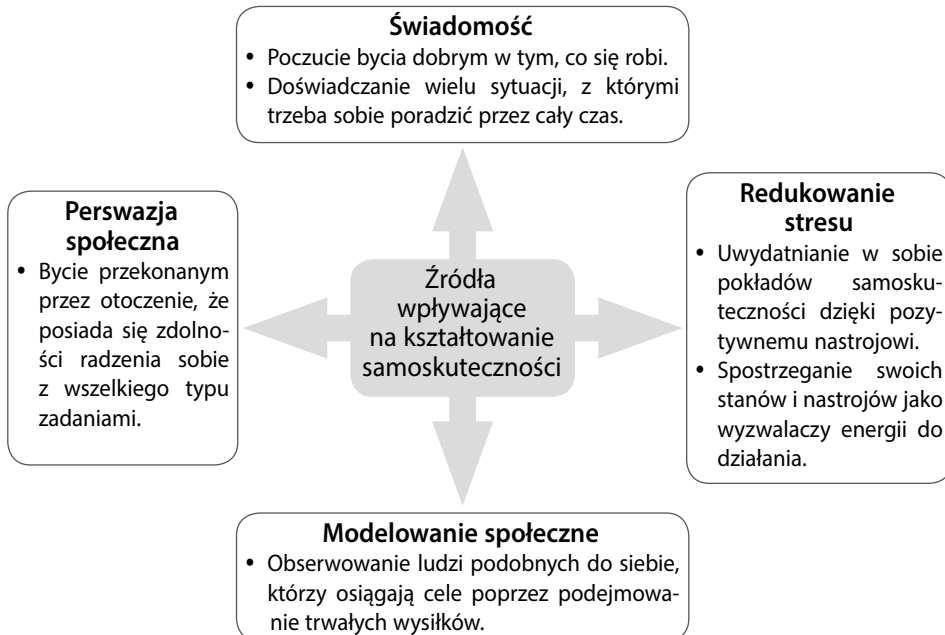 Świadomość
• Poczucie bycia dobrym w tym, co się robi.
• Doświadczanie wielu sytuacji, z którymi
trzeba sobie poradzić przez cały czas.
Perswazja
społeczna
• Bycie przekonanym
przez otoczenie, że
posiada się zdolno-
ści radzenia sobie
z wszelkiego typu
zadaniami.
Źródła
wpływające
na kształtowanie
samoskuteczności
Redukowanie
stresu
• Uwydatnianie w sobie
pokładów samosku-
teczności dzięki pozy-
tywnemu nastrojowi.
• Spostrzeganie swoich
stanów i nastrojów jako
wyzwalaczy energii do
działania.
Modelowanie społeczne
• Obserwowanie ludzi podobnych do siebie,
którzy osiągają cele poprzez podejmowa-
nie trwałych wysiłków.